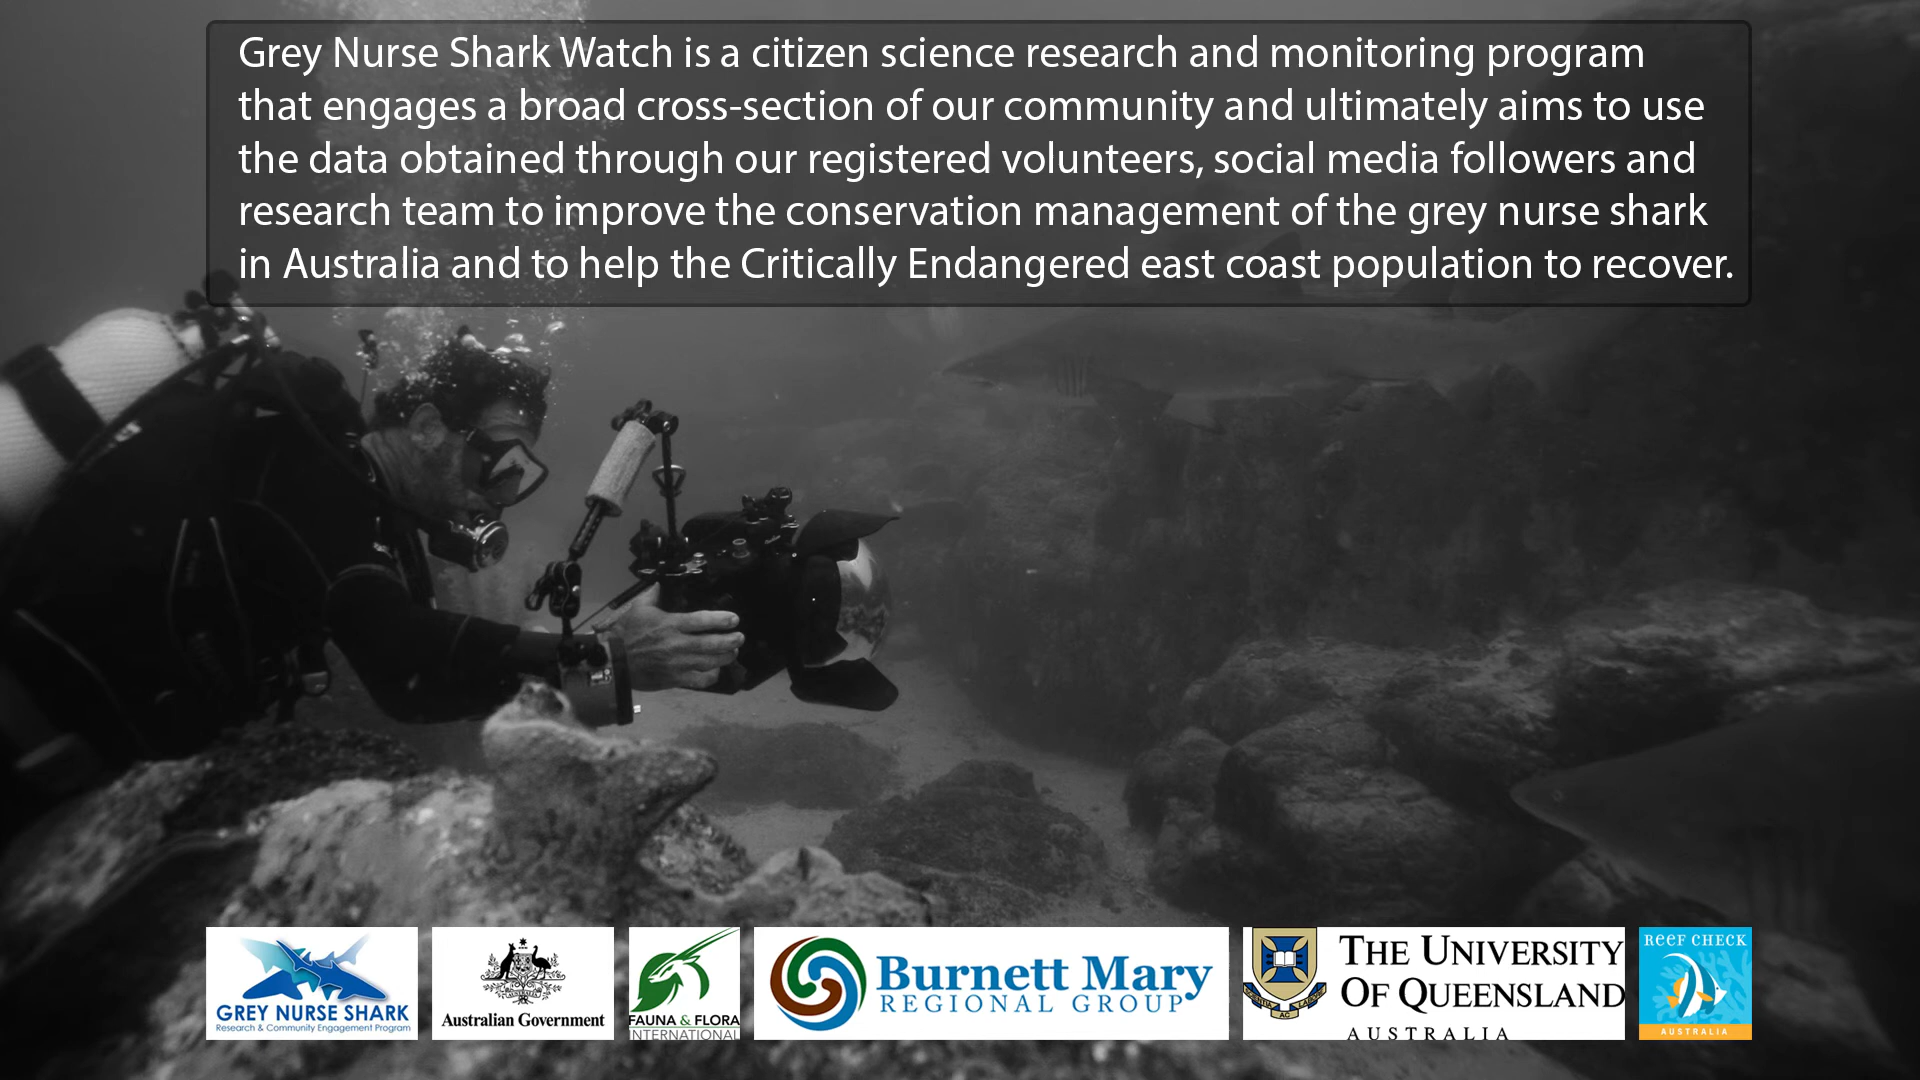 Grey Nurse Shark Watch is a citizen science research and monitoring program
that engages a broad cross-section of our community and ultimately aims to use
the data obtained through our registered volunteers, social media followers and
research team to improve the conservation management of the grey nurse shark
in Australia and to help the Critically Endangered east coast population to recover.
GREY NURSE SHARK
Research & Community Engagement Program
AUSTRALIA
Australian Government
FAUNA & FLORA
INTERNATIONAL
Burnett Mary
REGIONAL GROUP
SCIENTIA AC LABORE
THE UNIVERSITY
OF QUEENSLAND
AUSTRALIA
REEF CHECK
AUSTRALIA